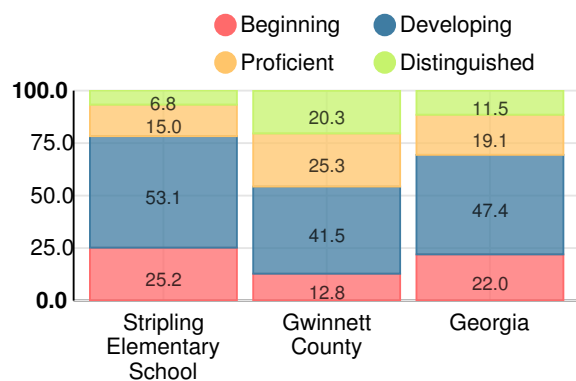 Beginning
Developing
Proficient
Distinguished
100.0
75.0
50.0
25.0
0.0
6.8
15.0
53.1
25.2
20.3
25.3
41.5
12.8
11.5
19.1
47.4
22.0
Stripling
Elementary
School
Gwinnett
County
Georgia